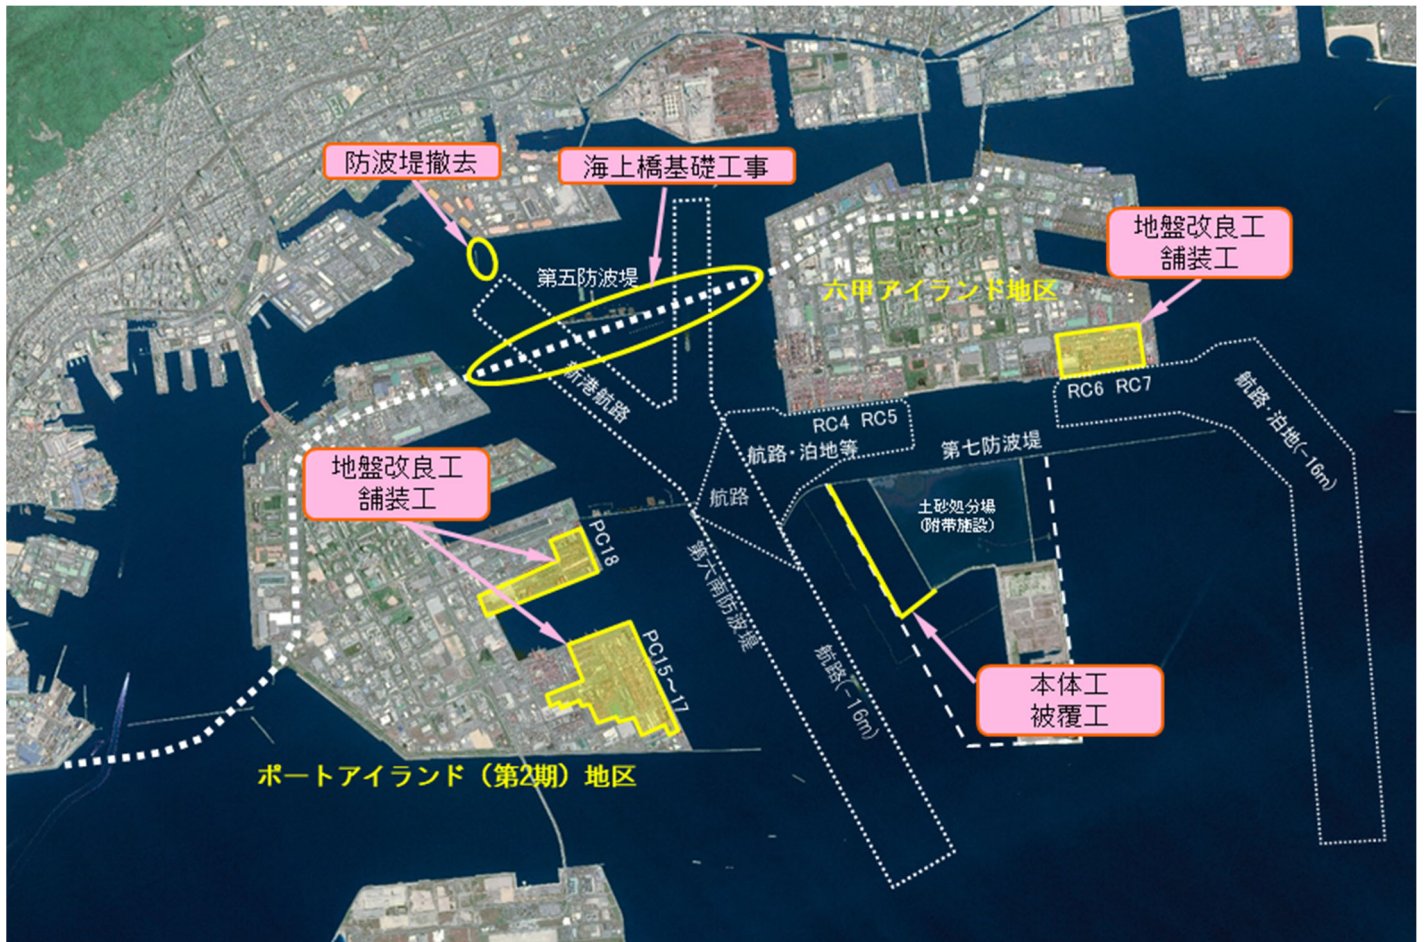 防波堤撤去
海上橋基礎工事
地盤改良工
舗装工
第五防波堤
六甲アイランド地区
新港航路
RC6 RC7
RC4 RC5
航路・泊地(-16m)
航路・泊地等
第七防波堤
地盤改良工
舗装工
航路
土砂処分場
(附帯施設)
PC18
第六南防波堤
PC15~17
航路(-16m)
本体工
被覆工
ポートアイランド（第2期）地区